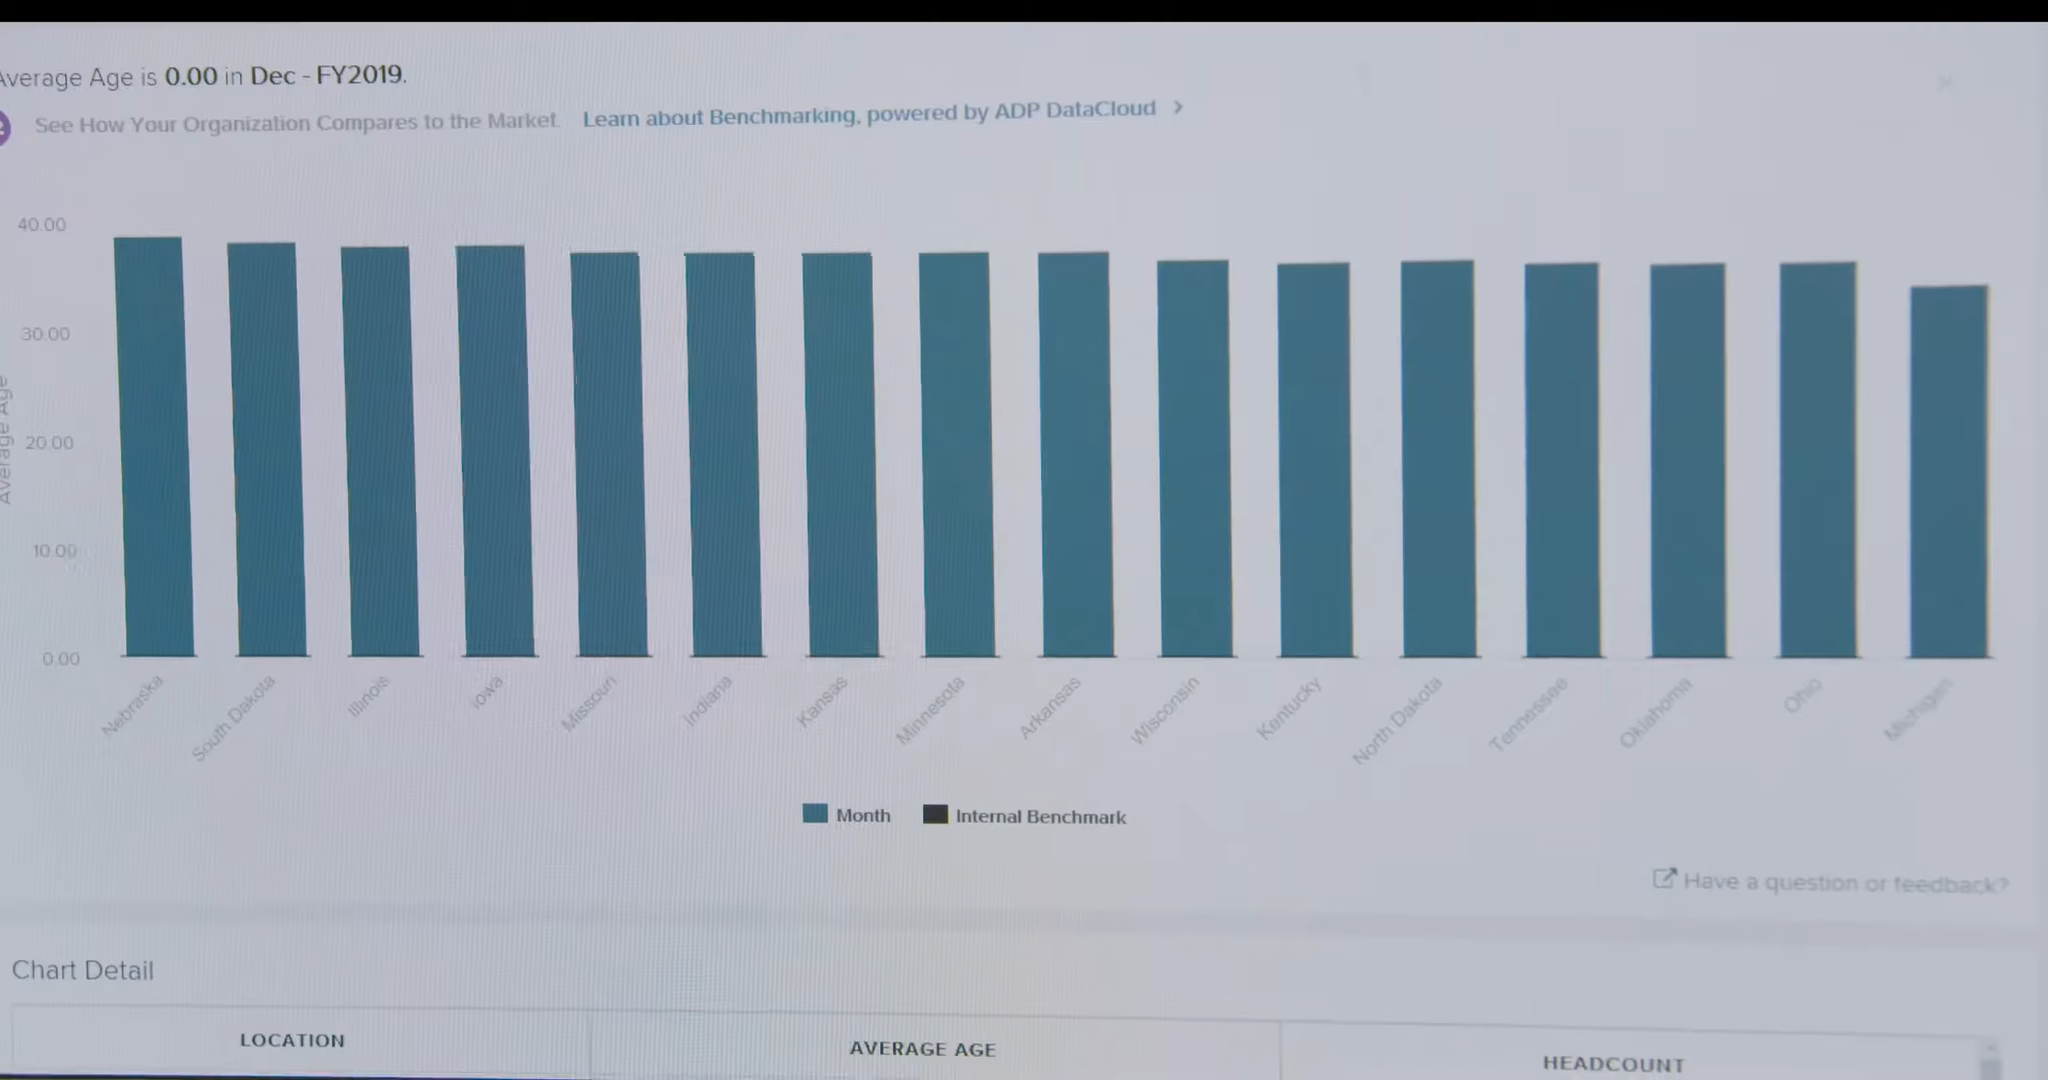 Average Age is 0.00 in Dec - FY2019.
See How Your Organization Compares to the Market. Learn about Benchmarking, powered by ADP DataCloud >
40.00
30.00
20.00
10.00
0.00
Average Age
Nebraska
South Dakota
Illinois
Iowa
Missouri
Indiana
Kansas
Minnesota
Arkansas
Wisconsin
Kentucky
North Dakota
Tennessee
Oklahoma
Ohio
Michigan
Month
Internal Benchmark
Have a question or feedback?
Chart Detail
LOCATION
AVERAGE AGE
HEADCOUNT